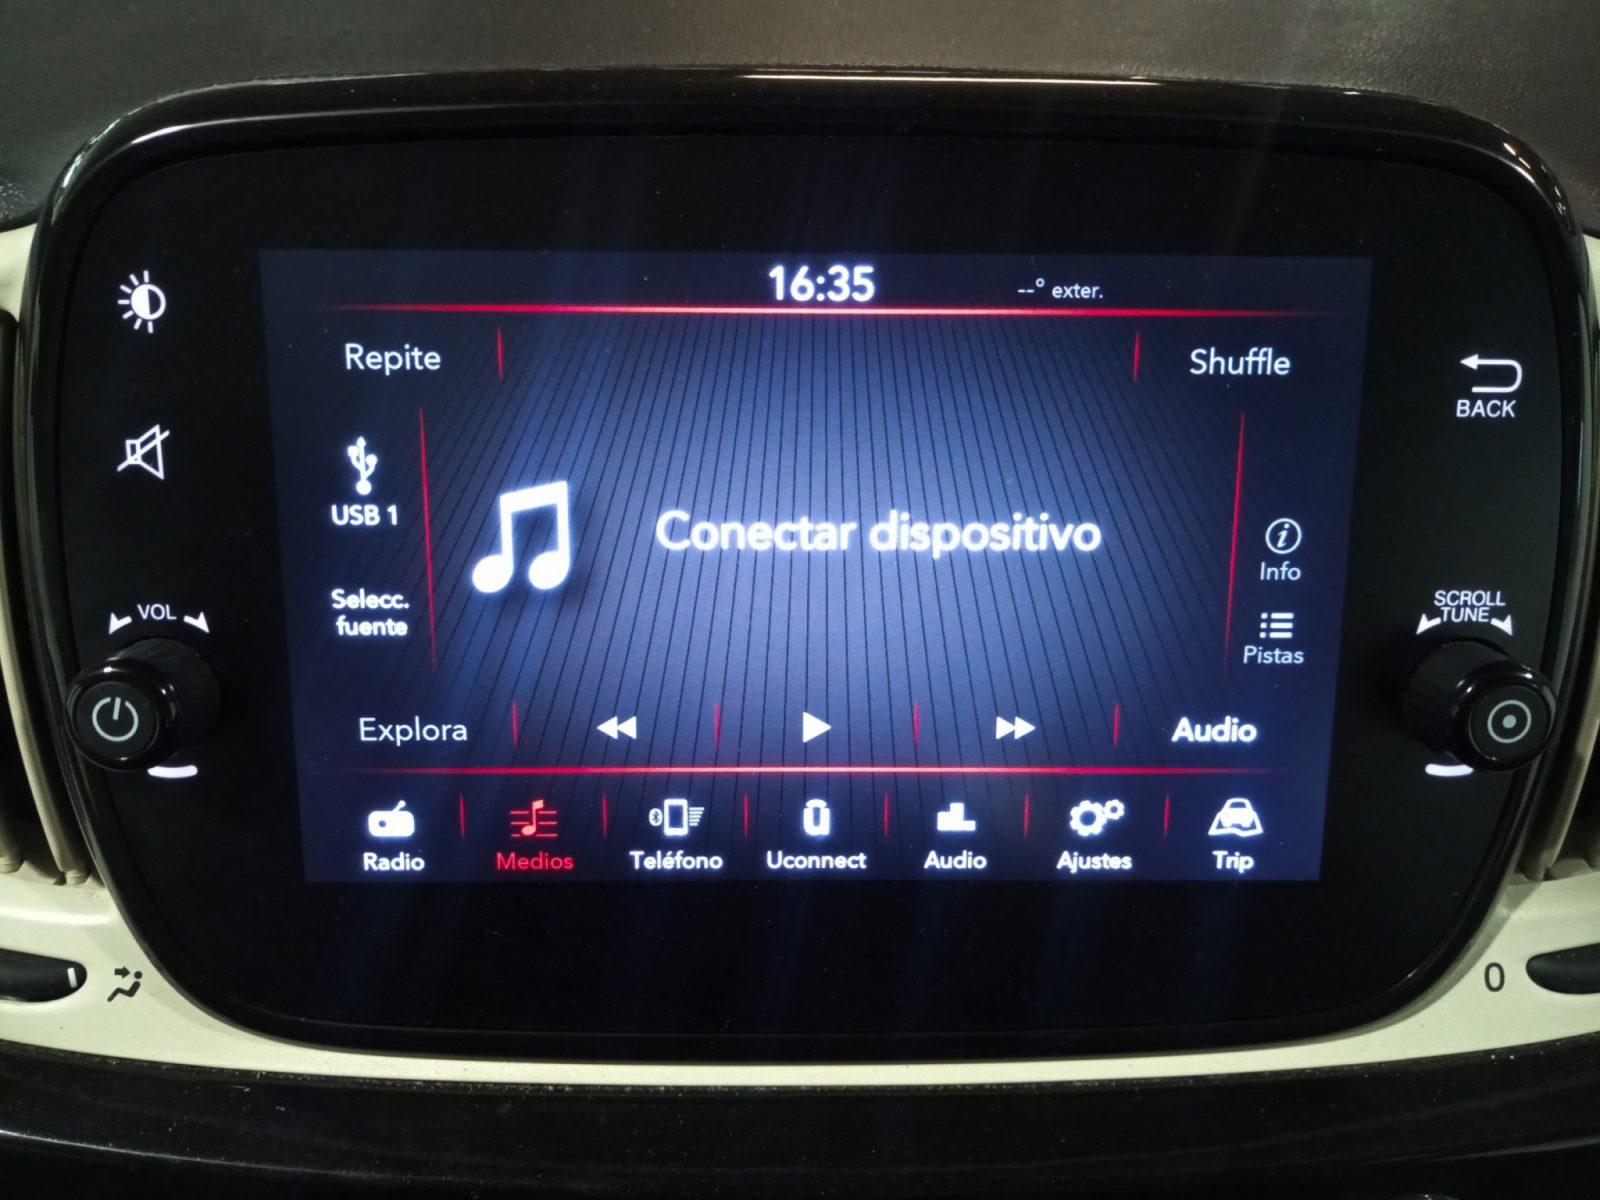 16:35
--° exter.
Repite
Shuffle
BACK
USB 1
Conectar dispositivo
Info
Selecc.
fuente
VOL
SCROLL
TUNE
Pistas
Explora
Audio
Radio
Medios
Teléfono
Uconnect
Audio
Ajustes
Trip
0